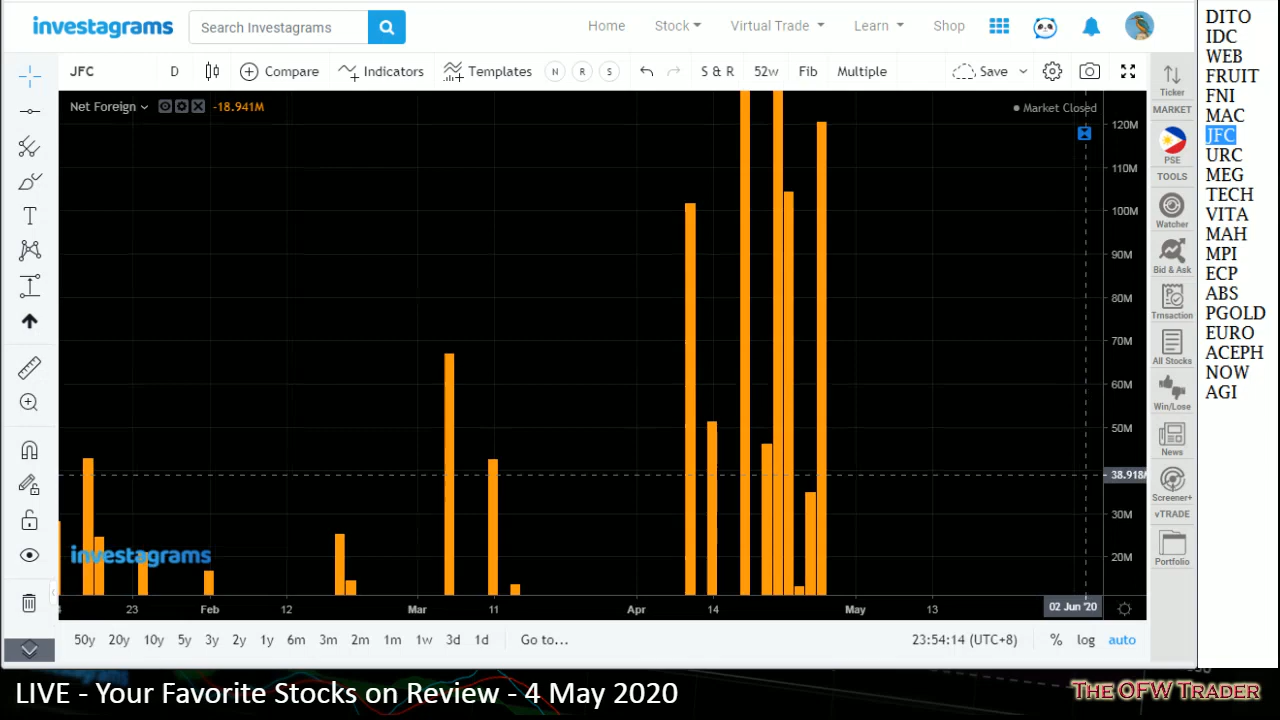 investagrams
Search Investagrams
Home
Stock
Virtual Trade
Learn
Shop
JFC
D
Compare
Indicators
Templates
N
R
S
S & R
52w
Fib
Multiple
Save
Net Foreign
-18.941M
Market Closed
120M
110M
100M
90M
80M
70M
60M
50M
38.918M
30M
20M
investagrams
23
Feb
12
Mar
11
Apr
14
May
13
02 Jun '20
50y
20y
10y
5y
3y
2y
1y
6m
3m
2m
1m
1w
3d
1d
Go to...
23:54:14 (UTC+8)
%
log
auto
Ticker
MARKET
PSE
TOOLS
Watcher
Bid & Ask
Trnsaction
All Stocks
Win/Lose
News
Screener+
vTRADE
Portfolio
DITO
IDC
WEB
FRUIT
FNI
MAC
JFC
URC
MEG
TECH
VITA
MAH
MPI
ECP
ABS
PGOLD
EURO
ACEPH
NOW
AGI
LIVE - Your Favorite Stocks on Review - 4 May 2020
THE OFW TRADER